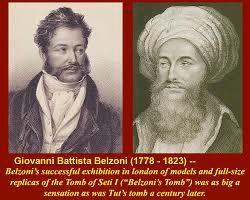 Giovanni Battista Belzoni (1778 - 1823) --
Belzoni's successful exhibition in london of models and full-size
replicas of the Tomb of Seti I ("Belzoni's Tomb") was as big a
sensation as was Tut's tomb a century later.